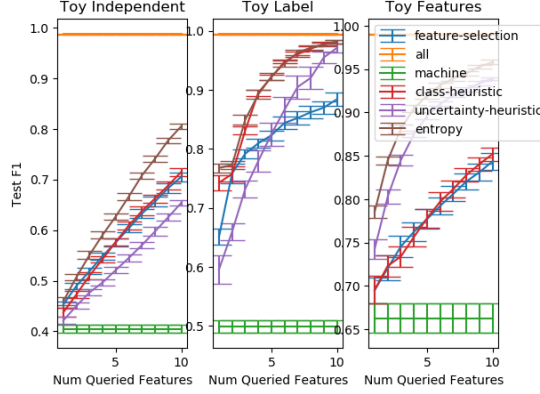 Toy Independent
Toy Label
Toy Features
Test F1
1.0
0.9
0.8
0.7
0.6
0.5
0.4
5
10
Num Queried Features
1.0
0.9
0.8
0.7
0.6
0.5
5
10
Num Queried Features
1.00
0.95
0.90
0.85
0.80
0.75
0.70
0.65
5
10
Num Queried Features
feature-selection
all
machine
class-heuristic
uncertainty-heuristic
entropy